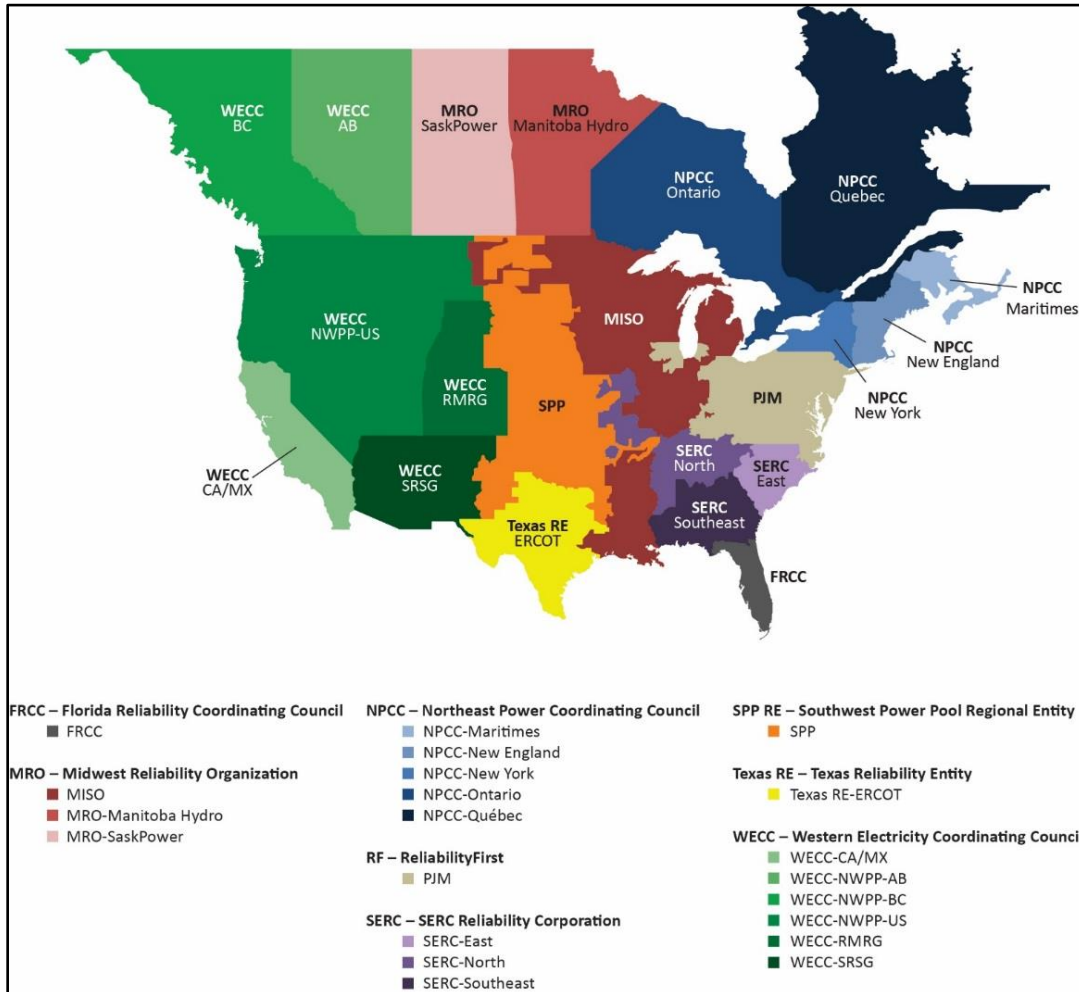 WECC
BC
WECC
AB
MRO
SaskPower
MRO
Manitoba Hydro
NPCC
Ontario
NPCC
Quebec
NPCC
Maritimes
NPCC
New England
NPCC
New York
WECC
NWPP-US
MISO
WECC
RMRG
SPP
PJM
WECC
CA/MX
WECC
SRSG
SERC
North
SERC
East
SERC
Southeast
Texas RE
ERCOT
FRCC
FRCC – Florida Reliability Coordinating Council
FRCC
MRO – Midwest Reliability Organization
MISO
MRO-Manitoba Hydro
MRO-SaskPower
NPCC – Northeast Power Coordinating Council
NPCC-Maritimes
NPCC-New England
NPCC-New York
NPCC-Ontario
NPCC-Québec
RF – ReliabilityFirst
PJM
SERC – SERC Reliability Corporation
SERC-East
SERC-North
SERC-Southeast
SPP RE – Southwest Power Pool Regional Entity
SPP
Texas RE – Texas Reliability Entity
Texas RE-ERCOT
WECC – Western Electricity Coordinating Council
WECC-CA/MX
WECC-NWPP-AB
WECC-NWPP-BC
WECC-NWPP-US
WECC-RMRG
WECC-SRSG